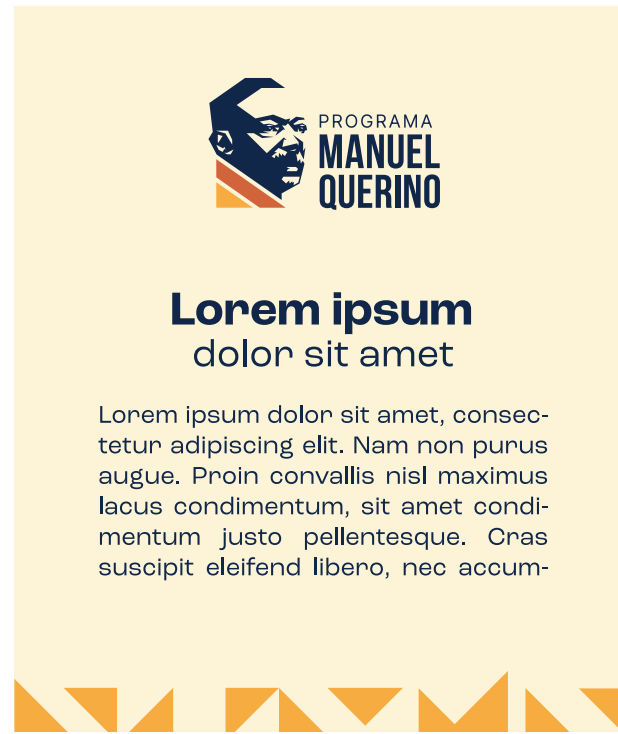 PROGRAMA
MANUEL
QUERINO
Lorem ipsum
dolor sit amet
Lorem ipsum dolor sit amet, consec-
tetur adipiscing elit. Nam non purus
augue. Proin convallis nisl maximus
lacus condimentum, sit amet condi-
mentum justo pellentesque. Cras
suscipit eleifend libero, nec accum-